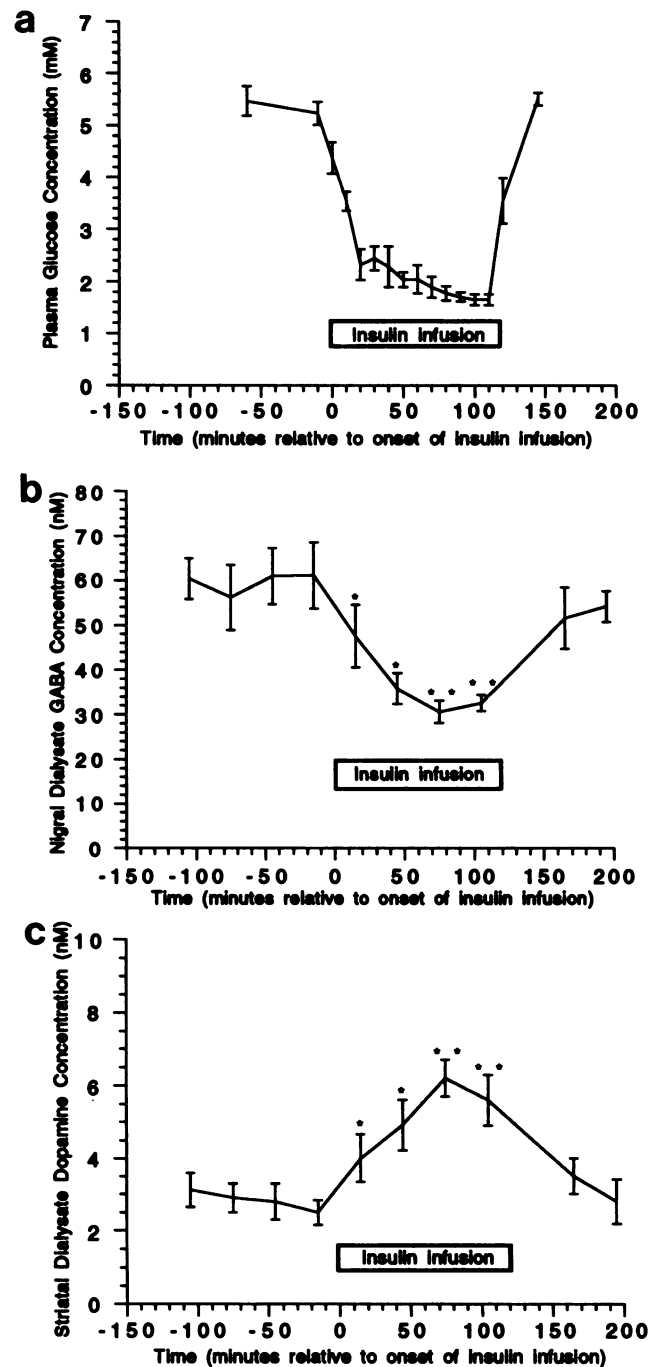 a
Plasma Glucose Concentration (mM)
7
6
5
4
3
2
1
0
Insulin infusion
-150 -100 -50 0 50 100 150 200
Time (minutes relative to onset of insulin infusion)
b
Nigral Dialysate GABA Concentration (nM)
80
70
60
50
40
30
20
10
0
* * * * * *
Insulin infusion
-150 -100 -50 0 50 100 150 200
Time (minutes relative to onset of insulin infusion)
c
Striatal Dialysate Dopamine Concentration (nM)
10
8
6
4
2
0
* * * * * *
Insulin infusion
-150 -100 -50 0 50 100 150 200
Time (minutes relative to onset of insulin infusion)